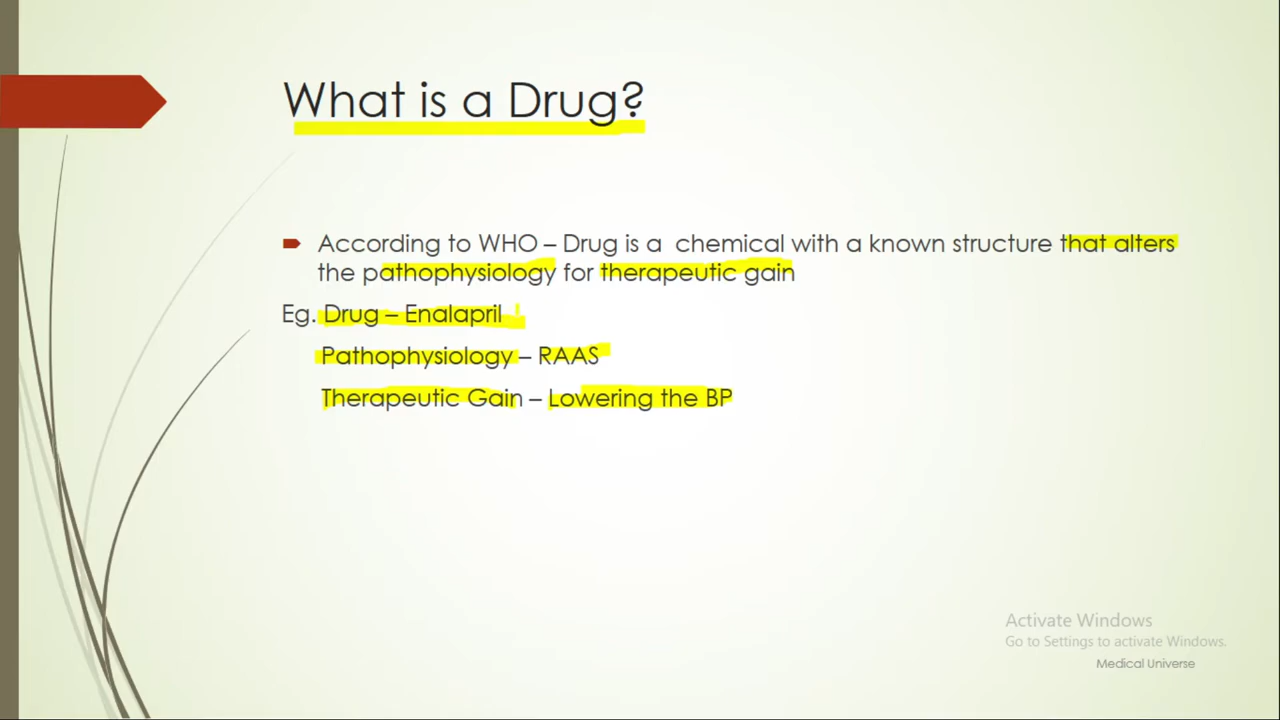 What is a Drug?
According to WHO – Drug is a chemical with a known structure that alters
the pathophysiology for therapeutic gain
Eg. Drug – Enalapril
Pathophysiology – RAAS
Therapeutic Gain – Lowering the BP
Activate Windows
Go to Settings to activate Windows.
Medical Universe